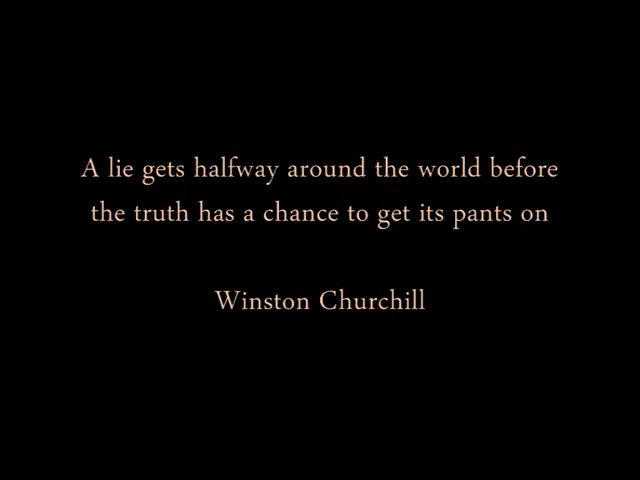 A lie gets halfway around the world before
the truth has a chance to get its pants on
Winston Churchill